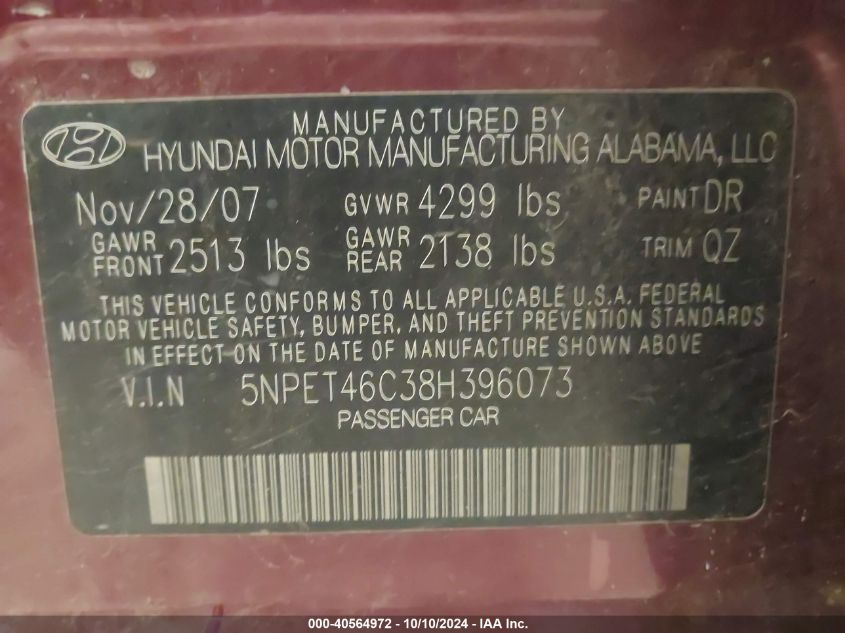 MANUFACTURED BY
HYUNDAI MOTOR MANUFACTURING ALABAMA, LLC
Nov/28/07 GVWR 4299 lbs PAINT DR
GAWR FRONT 2513 lbs GAWR REAR 2138 lbs TRIM QZ
THIS VEHICLE CONFORMS TO ALL APPLICABLE U.S.A. FEDERAL
MOTOR VEHICLE SAFETY, BUMPER, AND THEFT PREVENTION STANDARDS
IN EFFECT ON THE DATE OF MANUFACTURE SHOWN ABOVE
V.I.N 5NPET46C38H396073
PASSENGER CAR
000-40564972 - 10/10/2024 - IAA Inc.